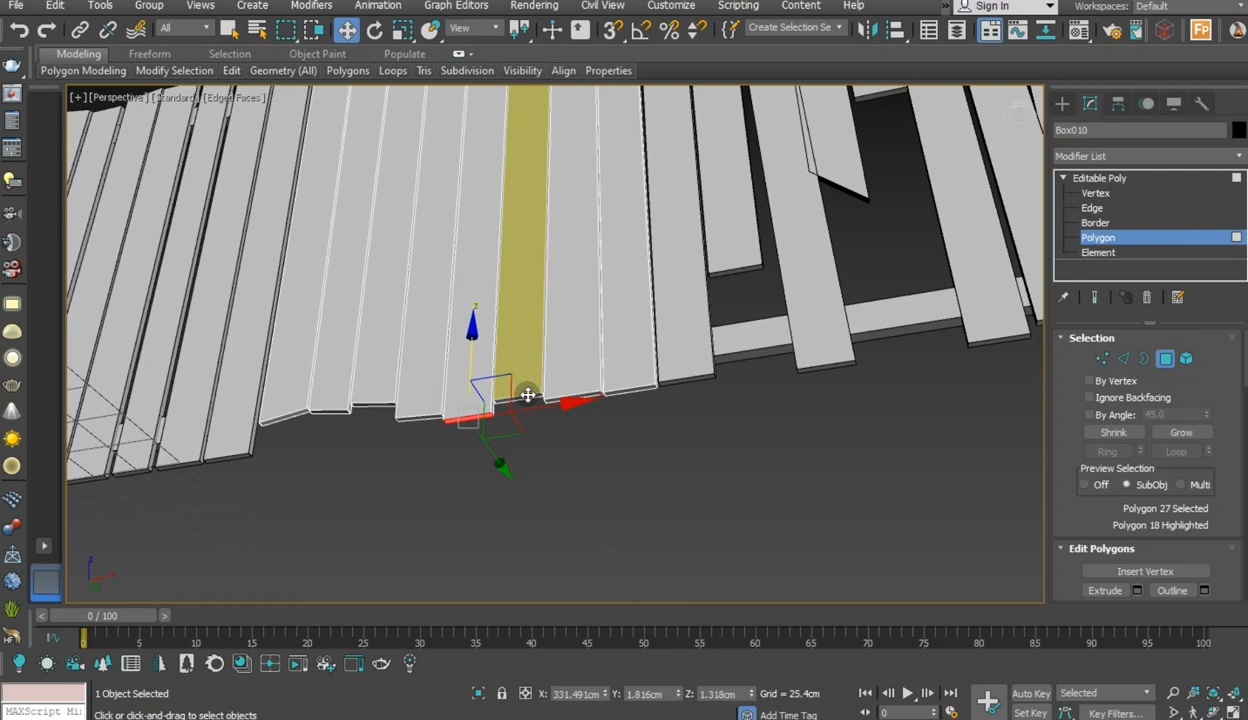 File Edit Tools Group Views Create Modifiers Animation Graph Editors Rendering Civil View Customize Scripting Content Help » Sign In Workspaces: Default
All View Create Selection Se Fp
Modeling Freeform Selection Object Paint Populate
Polygon Modeling Modify Selection Edit Geometry (All) Polygons Loops Tris Subdivision Visibility Align Properties
[+] [Perspective] [Standard] [Edged Faces]
Box010
Modifier List
Editable Poly
Vertex
Edge
Border
Polygon
Element
Selection
By Vertex
Ignore Backfacing
By Angle: 45.0
Shrink Grow
Ring Loop
Preview Selection
Off SubObj Multi
Polygon 27 Selected
Polygon 18 Highlighted
Edit Polygons
Insert Vertex
Extrude Outline
z
z
< 0 / 100 >
0 5 10 15 20 25 30 35 40 45 50 55 60 65 70 75 80 85 90 95 100
HF
1 Object Selected X: 331.491cm Y: 1.816cm Z: 1.318cm Grid = 25.4cm Auto Key Selected
MAXScript Mi Click or click-and-drag to select objects Add Time Tag 0 Set Key Key Filters...